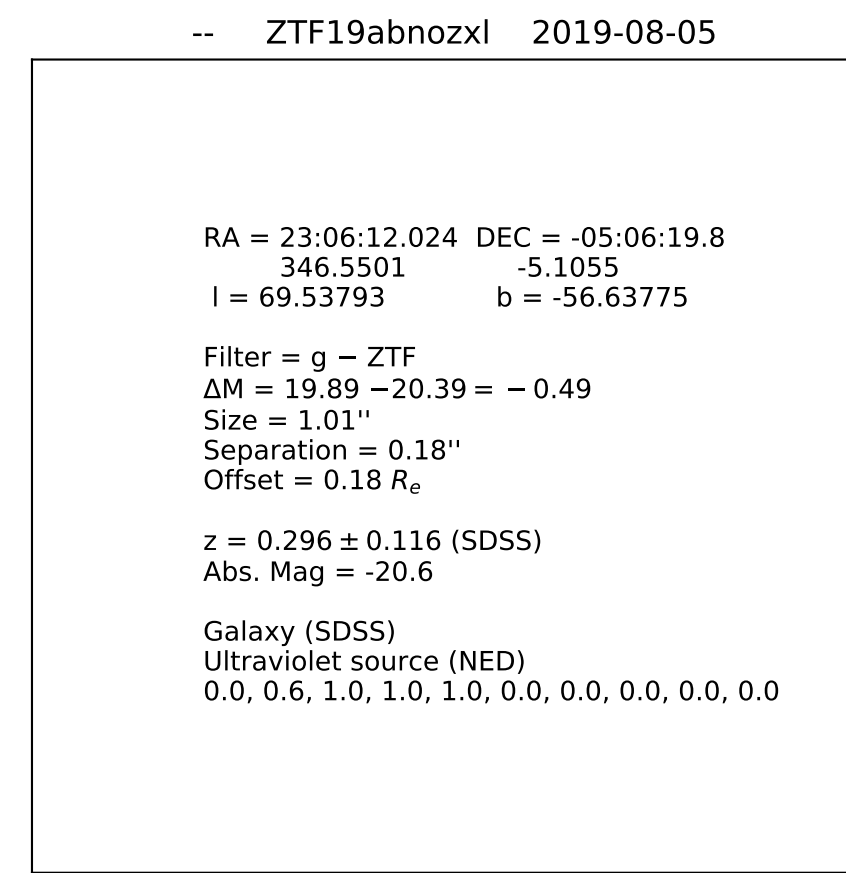 -- ZTF19abnozxl 2019-08-05
RA = 23:06:12.024 DEC = -05:06:19.8
346.5501 -5.1055
l = 69.53793 b = -56.63775
Filter = g − ZTF
ΔM = 19.89 −20.39 = − 0.49
Size = 1.01''
Separation = 0.18''
Offset = 0.18 Re
z = 0.296 ± 0.116 (SDSS)
Abs. Mag = -20.6
Galaxy (SDSS)
Ultraviolet source (NED)
0.0, 0.6, 1.0, 1.0, 1.0, 0.0, 0.0, 0.0, 0.0, 0.0